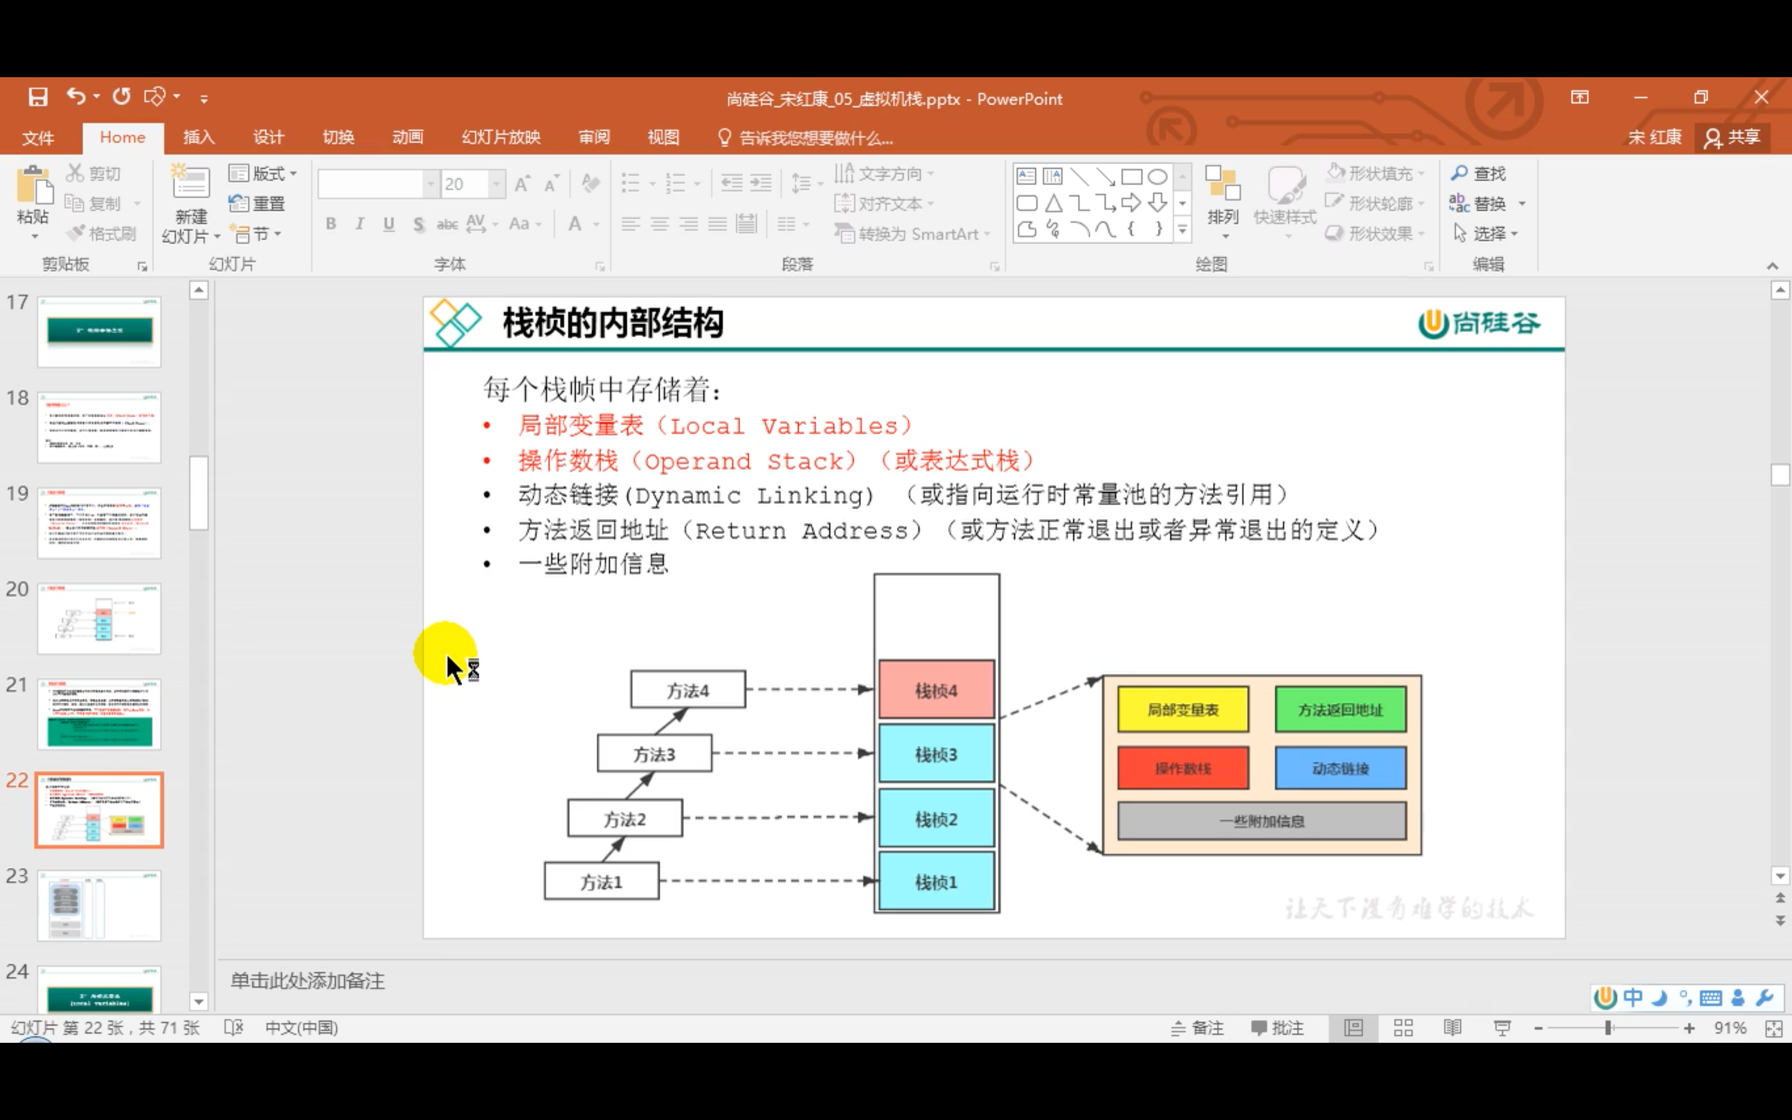 尚硅谷_宋红康_05_虚拟机栈.pptx - PowerPoint
文件 Home 插入 设计 切换 动画 幻灯片放映 审阅 视图 告诉我您想要做什么... 宋 红康 共享
剪切
复制
格式刷
粘贴
剪贴板
新建
幻灯片
版式
重置
节
幻灯片
20
B I U S abc AV Aa A
字体
文字方向
对齐文本
转换为 SmartArt
段落
排列
快速样式
形状填充
形状轮廓
形状效果
绘图
查找
替换
选择
编辑
17
18
19
20
21
22
23
24
(Local Variables)
栈桢的内部结构
尚硅谷
每个栈帧中存储着：
• 局部变量表（Local Variables）
• 操作数栈（Operand Stack）（或表达式栈）
• 动态链接(Dynamic Linking) （或指向运行时常量池的方法引用）
• 方法返回地址（Return Address）（或方法正常退出或者异常退出的定义）
• 一些附加信息
方法4
方法3
方法2
方法1
栈桢4
栈桢3
栈桢2
栈桢1
局部变量表
方法返回地址
操作数栈
动态链接
一些附加信息
让天下没有难学的技术
单击此处添加备注
中
幻灯片 第 22 张，共 71 张 中文(中国) 备注 批注 91%